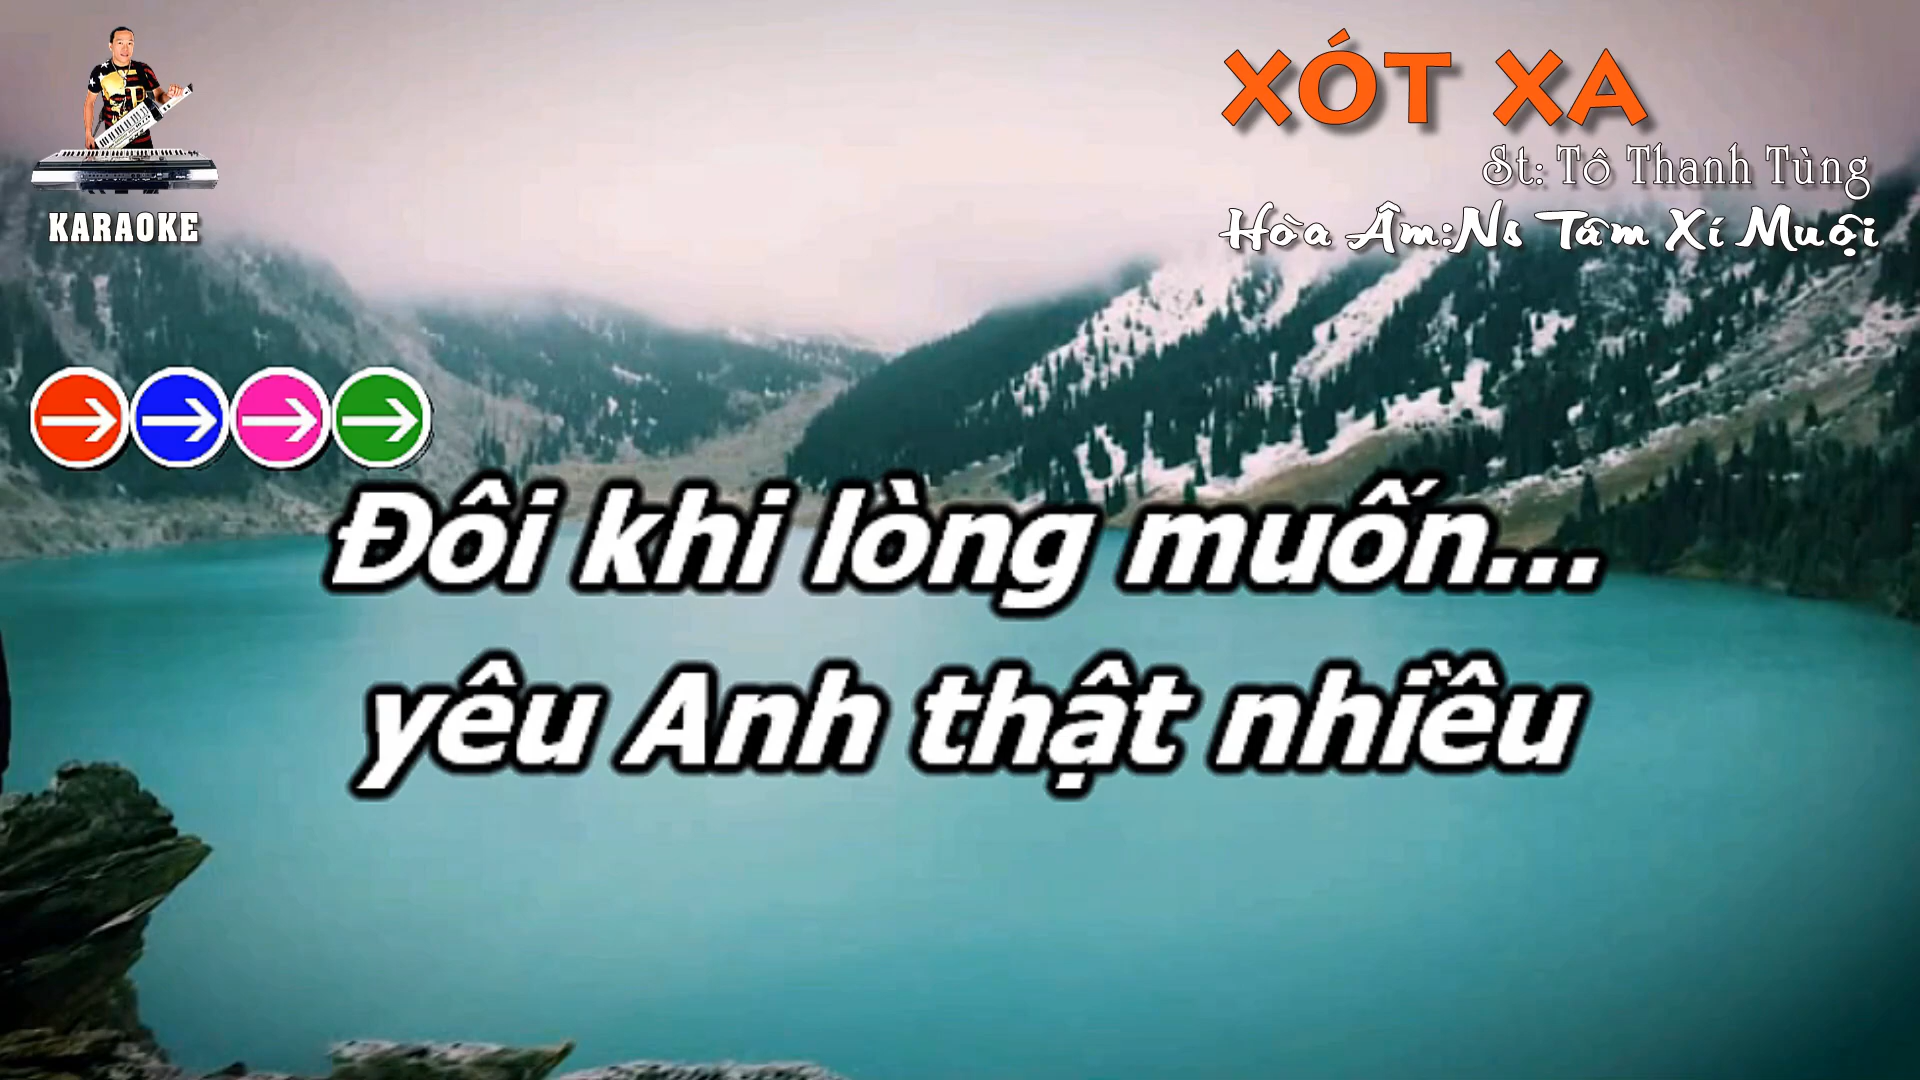 XÓT XA
St: Tô Thanh Tùng
Hòa Âm:Ns Tâm Xí Muội
KARAOKE
Đôi khi lòng muốn...
yêu Anh thật nhiều